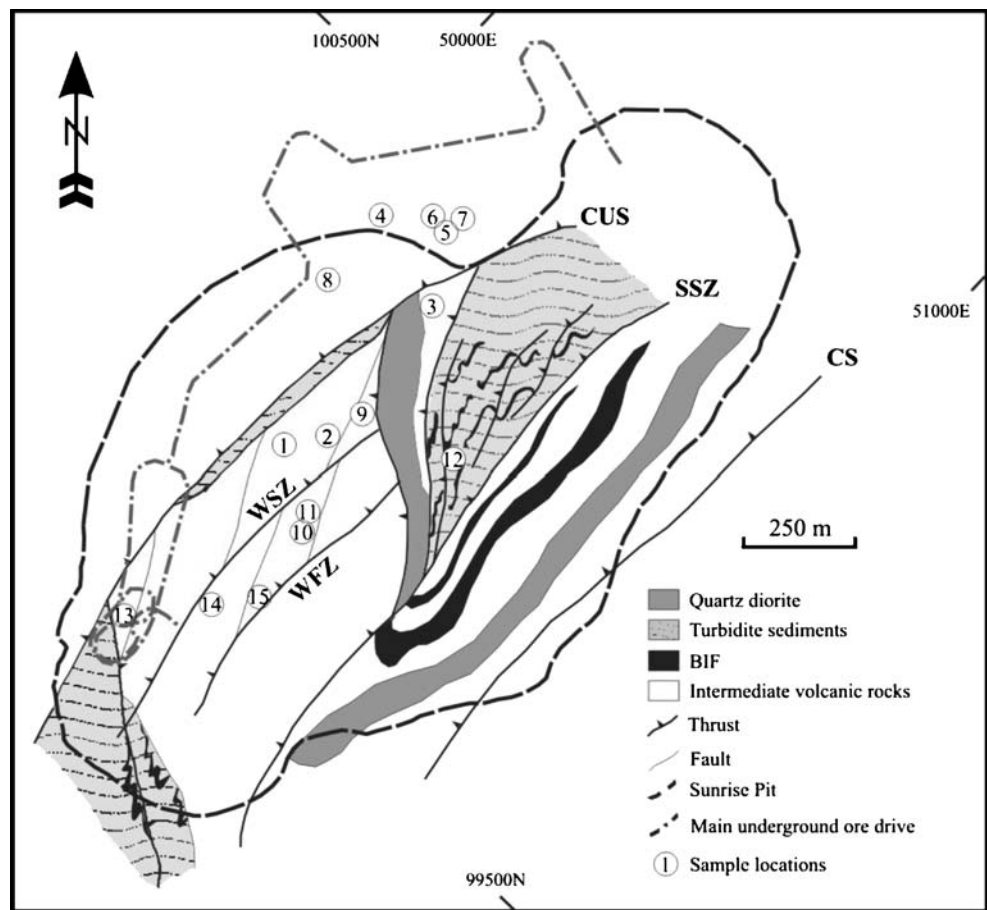 100500N 50000E
N
CUS
4 6 7
5
8
SSZ
51000E
3
CS
9
1 2
12
WSZ
11
10
250 m
WFZ
14 15
13
Quartz diorite
Turbidite sediments
BIF
Intermediate volcanic rocks
Thrust
Fault
Sunrise Pit
Main underground ore drive
1 Sample locations
99500N